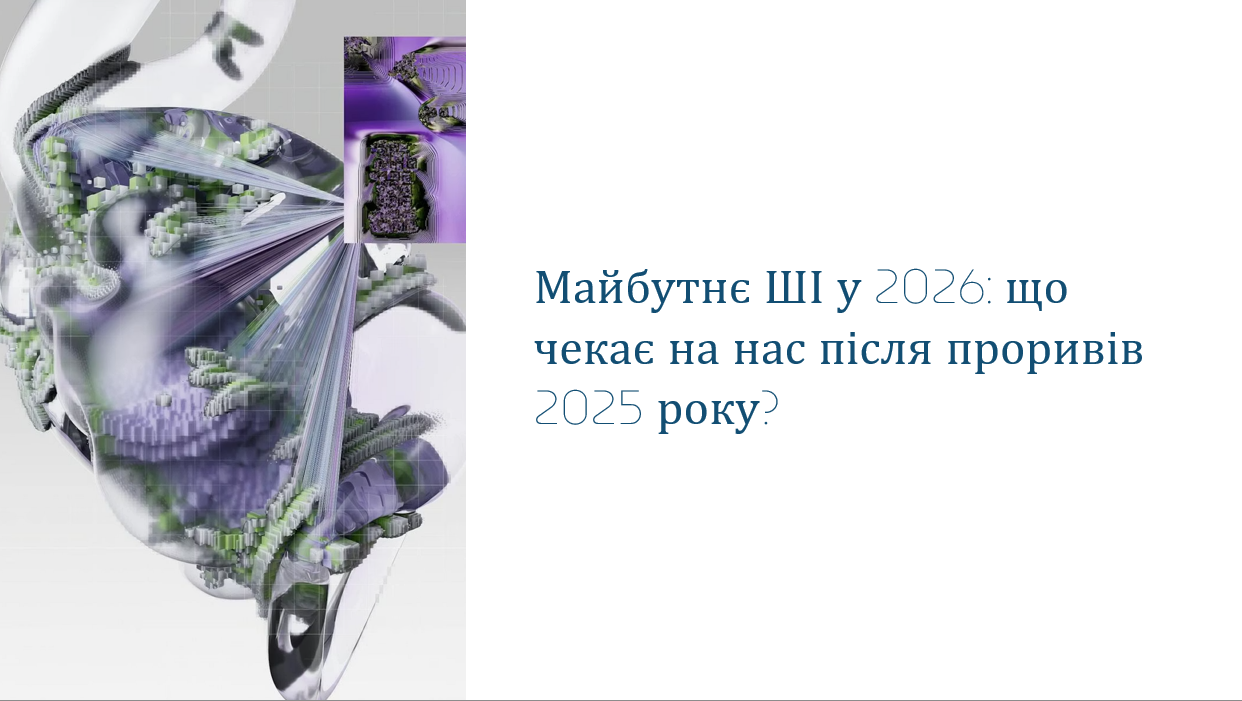 Майбутнє ШІ у 2026: що
чекає на нас після проривів
2025 року?